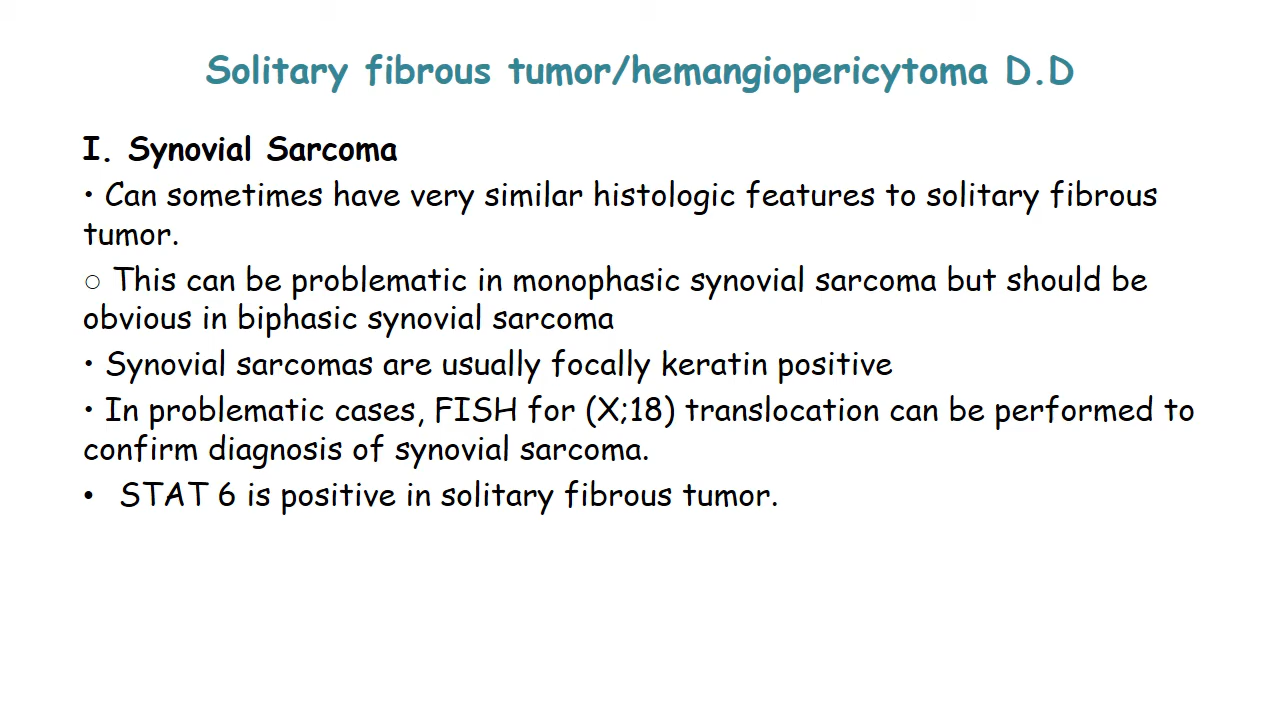 Solitary fibrous tumor/hemangiopericytoma D.D
I. Synovial Sarcoma
• Can sometimes have very similar histologic features to solitary fibrous
tumor.
○ This can be problematic in monophasic synovial sarcoma but should be
obvious in biphasic synovial sarcoma
• Synovial sarcomas are usually focally keratin positive
• In problematic cases, FISH for (X;18) translocation can be performed to
confirm diagnosis of synovial sarcoma.
• STAT 6 is positive in solitary fibrous tumor.